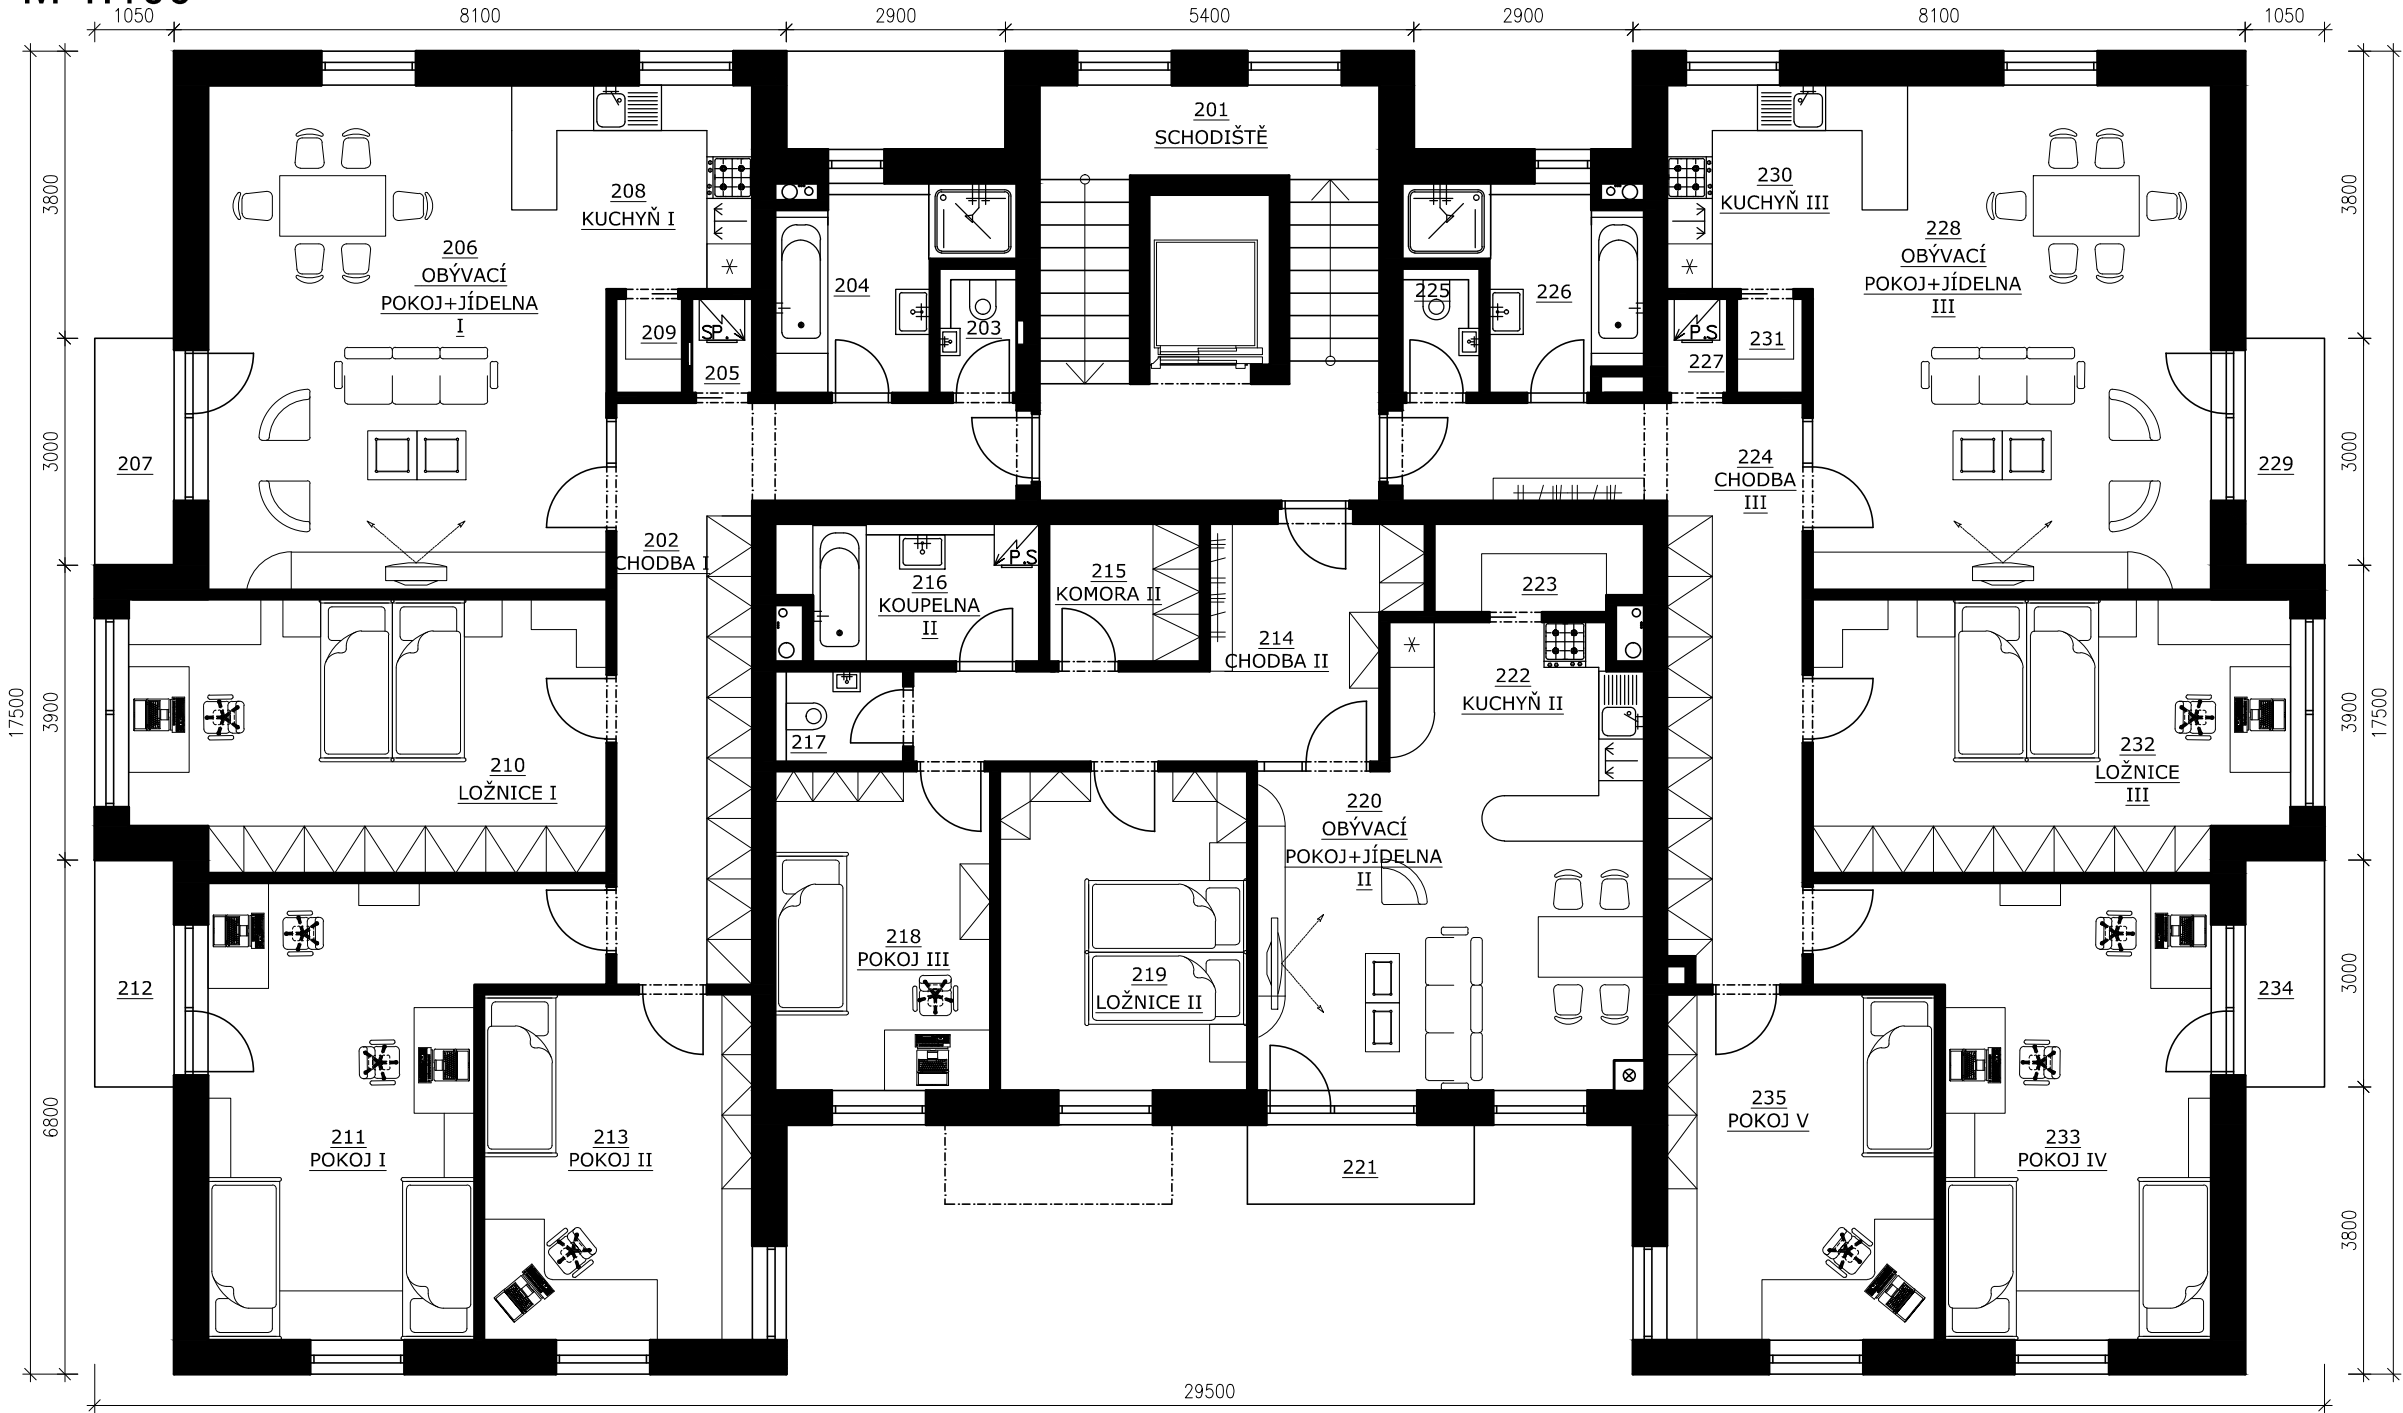 1050 8100 2900 5400 2900 8100 1050
201
SCHODIŠTĚ
208
KUCHYŇ I
230
KUCHYŇ III
206
OBÝVACÍ
POKOJ+JÍDELNA
I
228
OBÝVACÍ
POKOJ+JÍDELNA
III
3800
3800
204
203
225
226
209
S.P.
205
P.S
227
231
3000
207
224
CHODBA
III
229
3000
202
CHODBA I
216
KOUPELNA
II
P.S
215
KOMORA II
223
214
CHODBA II
222
KUCHYŇ II
17500
3900
217
210
LOŽNICE I
232
LOŽNICE
III
3900
17500
220
OBÝVACÍ
POKOJ+JÍDELNA
II
218
POKOJ III
219
LOŽNICE II
212
234
3000
6800
211
POKOJ I
213
POKOJ II
235
POKOJ V
233
POKOJ IV
221
3800
29500